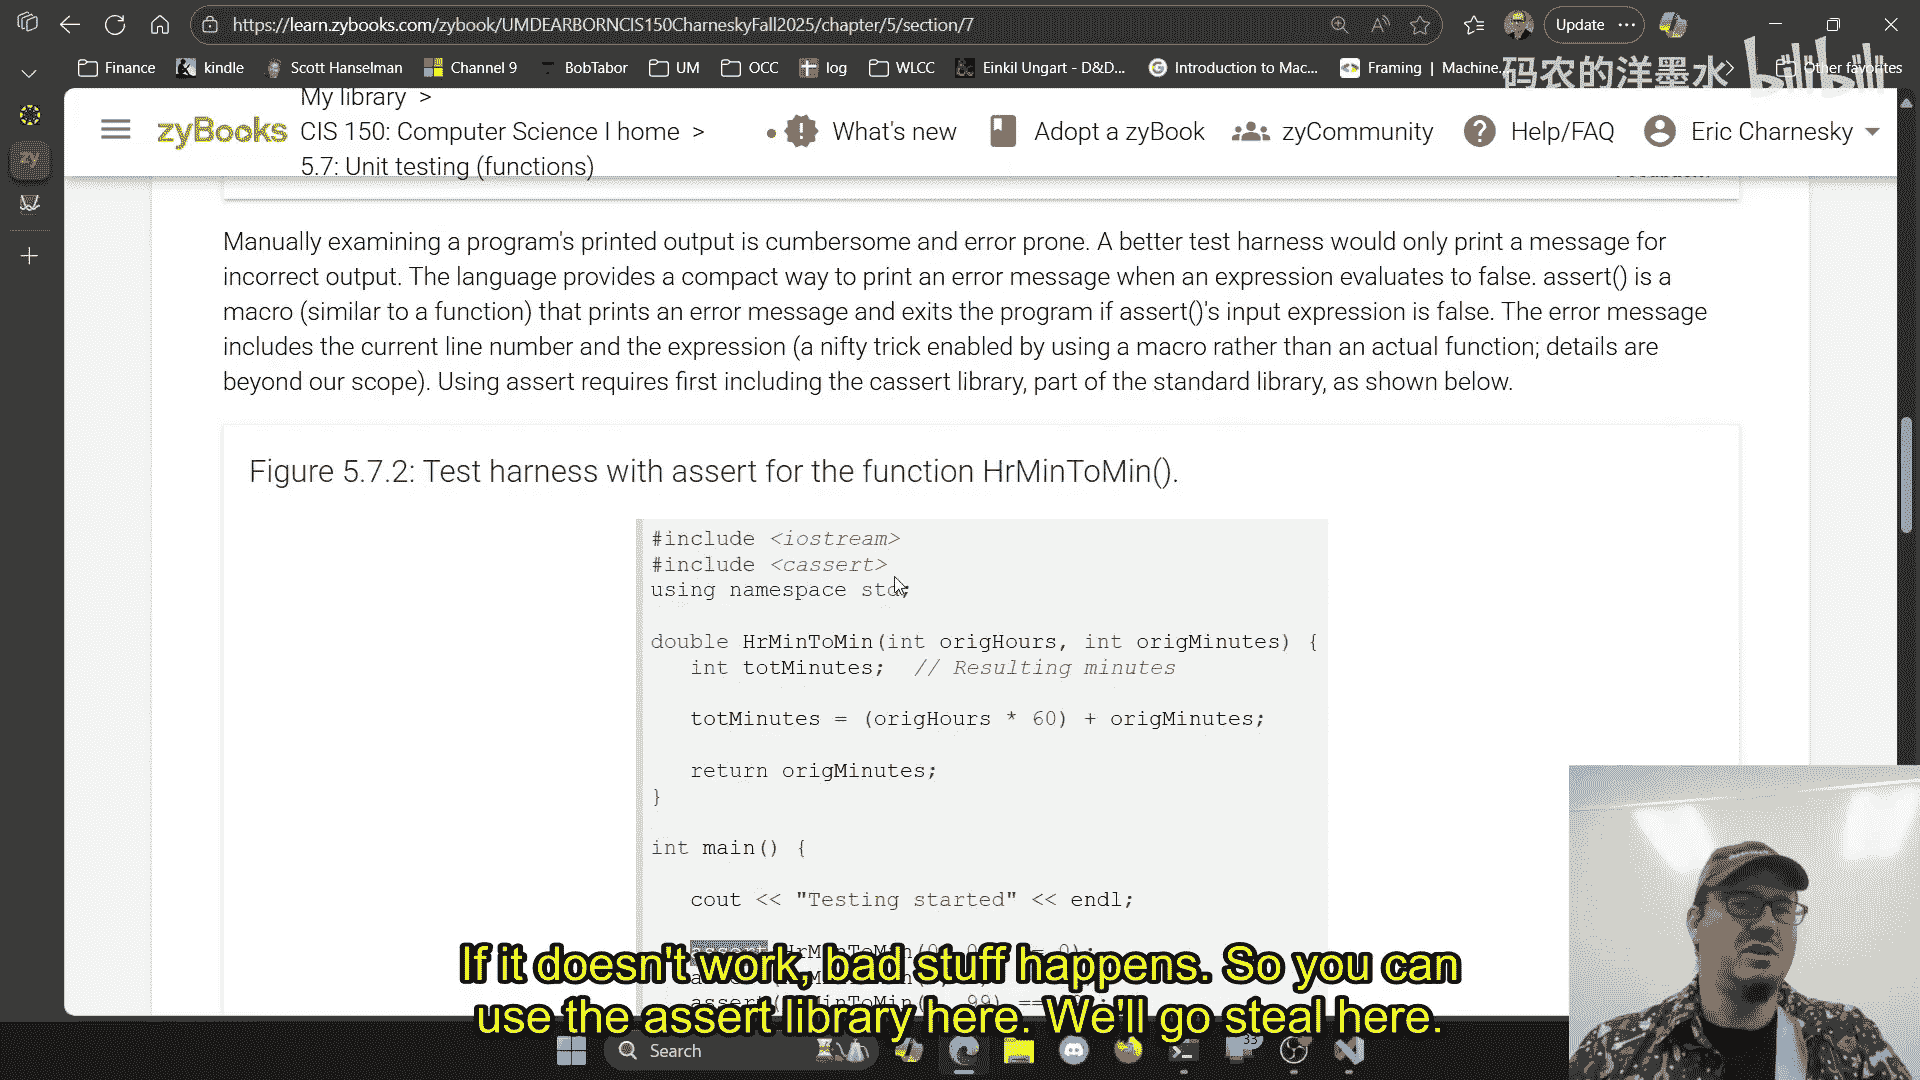 https://learn.zybooks.com/zybook/UMDEARBORNCIS150CharneskyFall2025/chapter/5/section/7
Update
Finance
kindle
Scott Hanselman
Channel 9
BobTabor
UM
OCC
log
WLCC
Einkil Ungart - D&D...
Introduction to Mac...
Framing | Machine...
Other favorites
码农的洋墨水
bilibili
zyBooks
My library >
CIS 150: Computer Science I home >
5.7: Unit testing (functions)
What's new
Adopt a zyBook
zyCommunity
Help/FAQ
Eric Charnesky
zy
Manually examining a program's printed output is cumbersome and error prone. A better test harness would only print a message for
incorrect output. The language provides a compact way to print an error message when an expression evaluates to false. assert() is a
macro (similar to a function) that prints an error message and exits the program if assert()'s input expression is false. The error message
includes the current line number and the expression (a nifty trick enabled by using a macro rather than an actual function; details are
beyond our scope). Using assert requires first including the cassert library, part of the standard library, as shown below.
Figure 5.7.2: Test harness with assert for the function HrMinToMin().
#include <iostream>
#include <cassert>
using namespace std;
double HrMinToMin(int origHours, int origMinutes) {
int totMinutes; // Resulting minutes
totMinutes = (origHours * 60) + origMinutes;
return origMinutes;
}
int main() {
cout << "Testing started" << endl;
If it doesn't work, bad stuff happens. So you can
use the assert library here. We'll go steal here.
Search
33